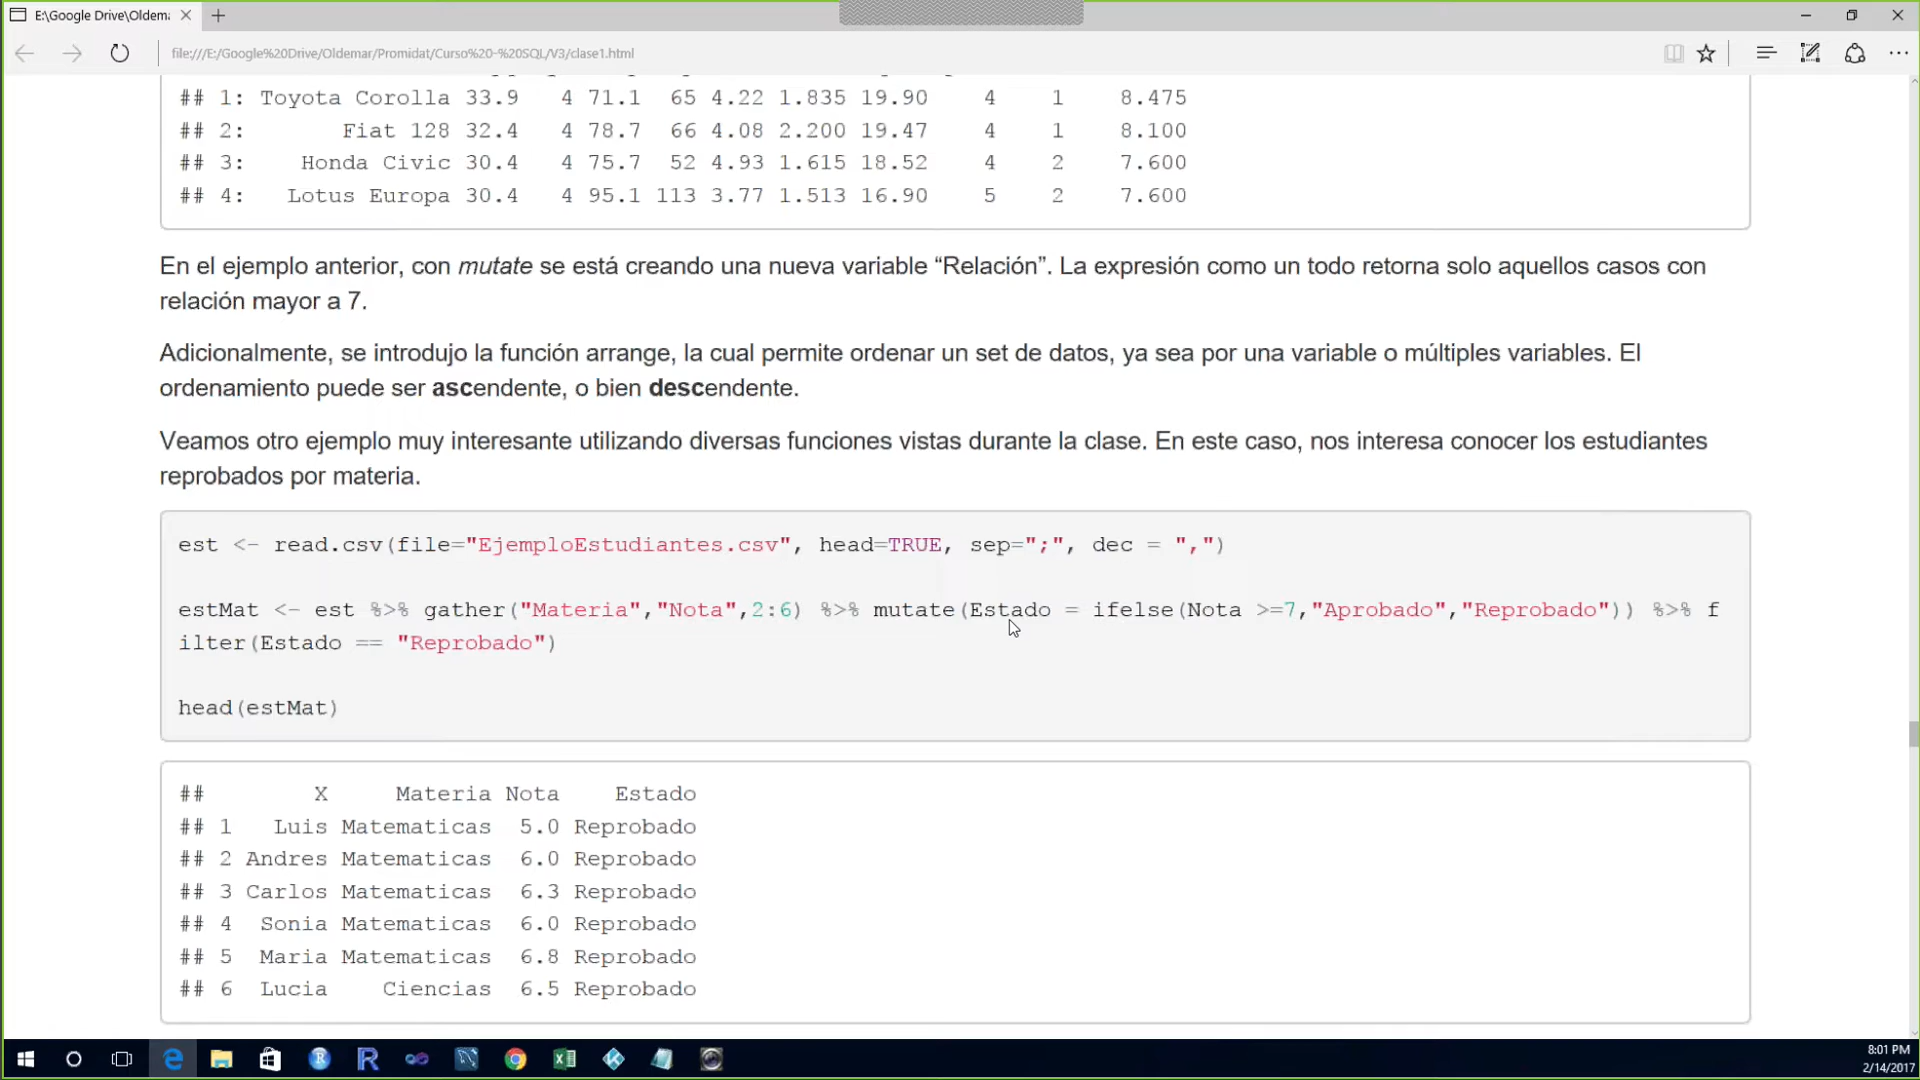 E:\Google Drive\Oldema
file:///E:/Google%20Drive/Oldemar/Promidat/Curso%20-%20SQL/V3/clase1.html
## 1: Toyota Corolla 33.9 4 71.1 65 4.22 1.835 19.90 4 1 8.475
## 2: Fiat 128 32.4 4 78.7 66 4.08 2.200 19.47 4 1 8.100
## 3: Honda Civic 30.4 4 75.7 52 4.93 1.615 18.52 4 2 7.600
## 4: Lotus Europa 30.4 4 95.1 113 3.77 1.513 16.90 5 2 7.600
En el ejemplo anterior, con mutate se está creando una nueva variable “Relación”. La expresión como un todo retorna solo aquellos casos con
relación mayor a 7.
Adicionalmente, se introdujo la función arrange, la cual permite ordenar un set de datos, ya sea por una variable o múltiples variables. El
ordenamiento puede ser ascendente, o bien descendente.
Veamos otro ejemplo muy interesante utilizando diversas funciones vistas durante la clase. En este caso, nos interesa conocer los estudiantes
reprobados por materia.
est <- read.csv(file="EjemploEstudiantes.csv", head=TRUE, sep=";", dec = ",")
estMat <- est %>% gather("Materia","Nota",2:6) %>% mutate(Estado = ifelse(Nota >=7,"Aprobado","Reprobado")) %>% f
ilter(Estado == "Reprobado")
head(estMat)
## X Materia Nota Estado
## 1 Luis Matematicas 5.0 Reprobado
## 2 Andres Matematicas 6.0 Reprobado
## 3 Carlos Matematicas 6.3 Reprobado
## 4 Sonia Matematicas 6.0 Reprobado
## 5 Maria Matematicas 6.8 Reprobado
## 6 Lucia Ciencias 6.5 Reprobado
8:01 PM
2/14/2017